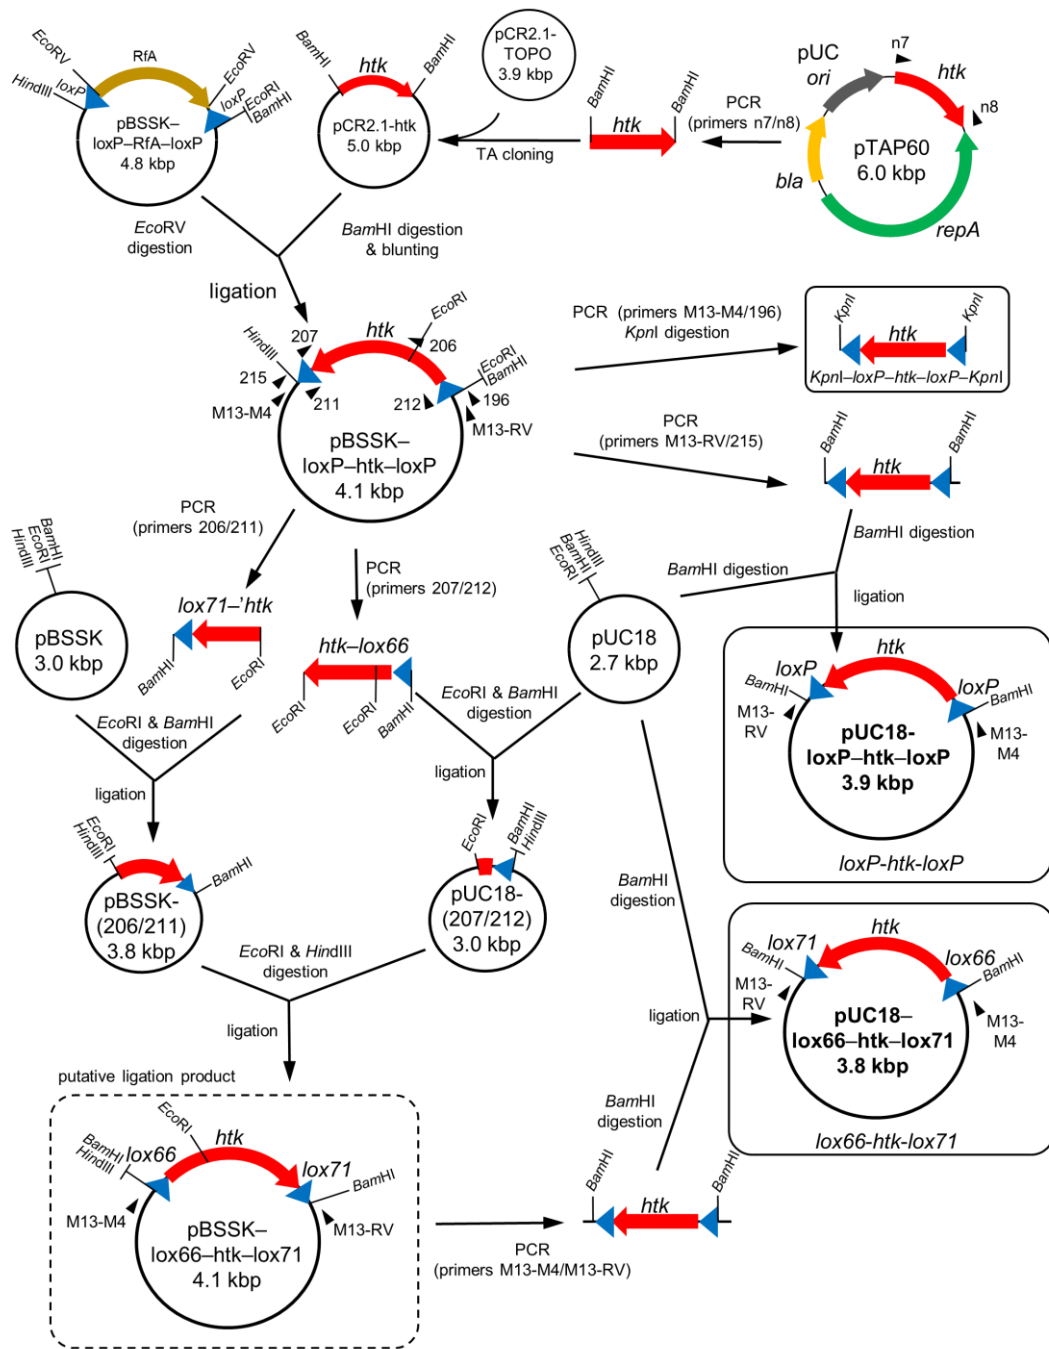 EcoRV
RfA
EcoRV
loxP
HindIII
loxP
EcoRI
BamHI
pBSSK–
loxP–RfA–loxP
4.8 kbp
BamHI
htk
BamHI
pCR2.1-htk
5.0 kbp
pCR2.1-
TOPO
3.9 kbp
TA cloning
BamHI
BamHI
htk
PCR
(primers n7/n8)
pUC
ori
n7
htk
n8
pTAP60
6.0 kbp
bla
repA
EcoRV
digestion
BamHI digestion
& blunting
ligation
HindIII
207
htk
EcoRI
206
EcoRI
BamHI
215
M13-M4
211
212
196
M13-RV
pBSSK–
loxP–htk–loxP
4.1 kbp
PCR (primers M13-M4/196)
KpnI digestion
KpnI
KpnI
htk
KpnI–loxP–htk–loxP–KpnI
PCR
(primers M13-RV/215)
BamHI
BamHI
htk
BamHI digestion
BamHI digestion
ligation
PCR
(primers 206/211)
PCR
(primers 207/212)
BamHI
EcoRI
HindIII
pBSSK
3.0 kbp
lox71–'htk
BamHI
EcoRI
htk–lox66
EcoRI
EcoRI
BamHI
HindIII
BamHI
EcoRI
pUC18
2.7 kbp
EcoRI & BamHI
digestion
ligation
EcoRI & BamHI
digestion
ligation
htk
loxP
loxP
BamHI
BamHI
M13-
RV
M13-
M4
pUC18-
loxP–htk–loxP
3.9 kbp
loxP-htk-loxP
EcoRI
HindIII
BamHI
pBSSK-
(206/211)
3.8 kbp
EcoRI
BamHI
HindIII
pUC18-
(207/212)
3.0 kbp
EcoRI & HindIII
digestion
ligation
BamHI
digestion
ligation
BamHI
digestion
htk
lox71
lox66
BamHI
BamHI
M13-
RV
M13-
M4
pUC18–
lox66–htk–lox71
3.8 kbp
lox66-htk-lox71
putative ligation product
EcoRI
htk
BamHI
HindIII
lox66
lox71
BamHI
M13-M4
M13-RV
pBSSK–
lox66–htk–lox71
4.1 kbp
PCR
(primers M13-M4/M13-RV)
BamHI
BamHI
htk